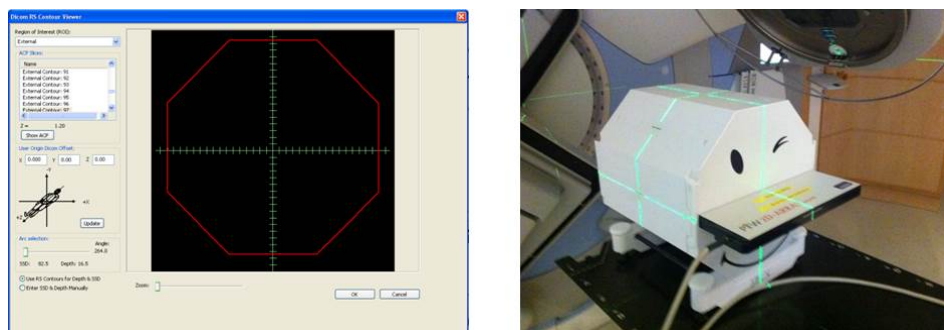 Dicom RS Contour Viewer
Region of Interest (ROI):
External
ACP Slices:
Name
External Contour: 91
External Contour: 92
External Contour: 93
External Contour: 94
External Contour: 95
External Contour: 96
External Contour: 97
Z = 1.20
Show ACP
User Origin Dicom Offset:
X 0.000 Y 0.00 Z 0.00
-Y
+X
+Z
Update
Arc selection:
Angle:
264.0
SSD: 82.5 Depth: 16.5
Use RS Contours for Depth & SSD
Enter SSD & Depth Manually
Zoom:
OK
Cancel